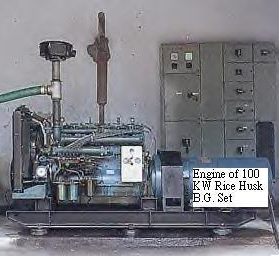 Engine of 100
KW Rice Husk
B.G. Set